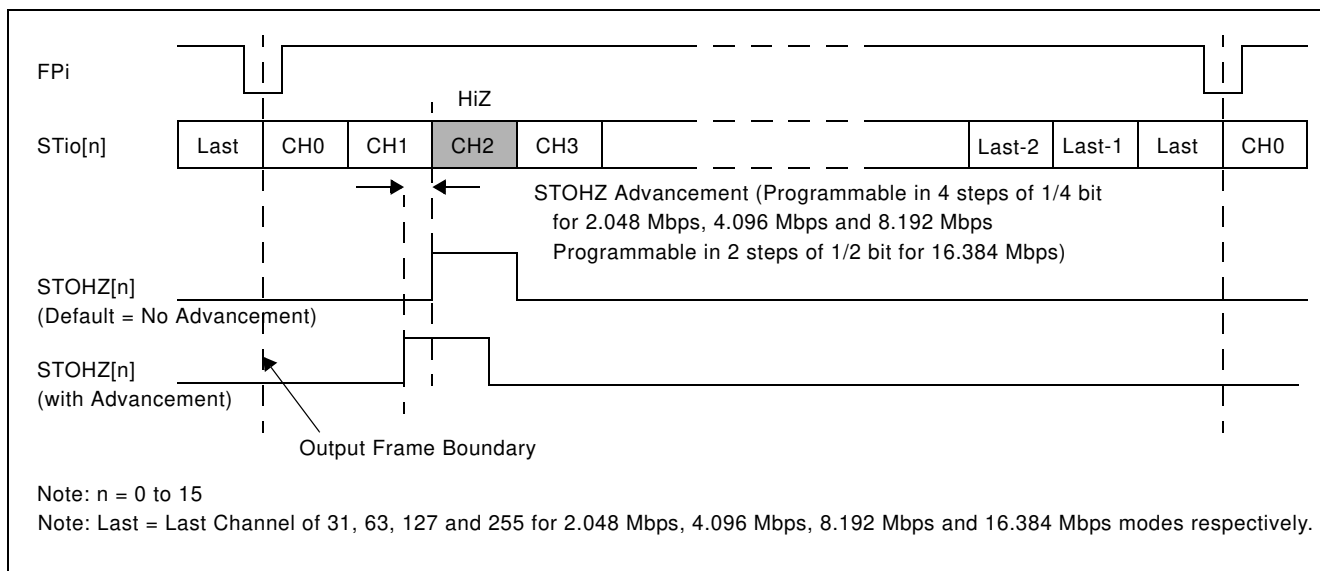 FPi
HiZ
STio[n]
Last CH0 CH1 CH2 CH3 Last-2 Last-1 Last CH0
STOHZ Advancement (Programmable in 4 steps of 1/4 bit
for 2.048 Mbps, 4.096 Mbps and 8.192 Mbps
Programmable in 2 steps of 1/2 bit for 16.384 Mbps)
STOHZ[n]
(Default = No Advancement)
STOHZ[n]
(with Advancement)
Output Frame Boundary
Note: n = 0 to 15
Note: Last = Last Channel of 31, 63, 127 and 255 for 2.048 Mbps, 4.096 Mbps, 8.192 Mbps and 16.384 Mbps modes respectively.